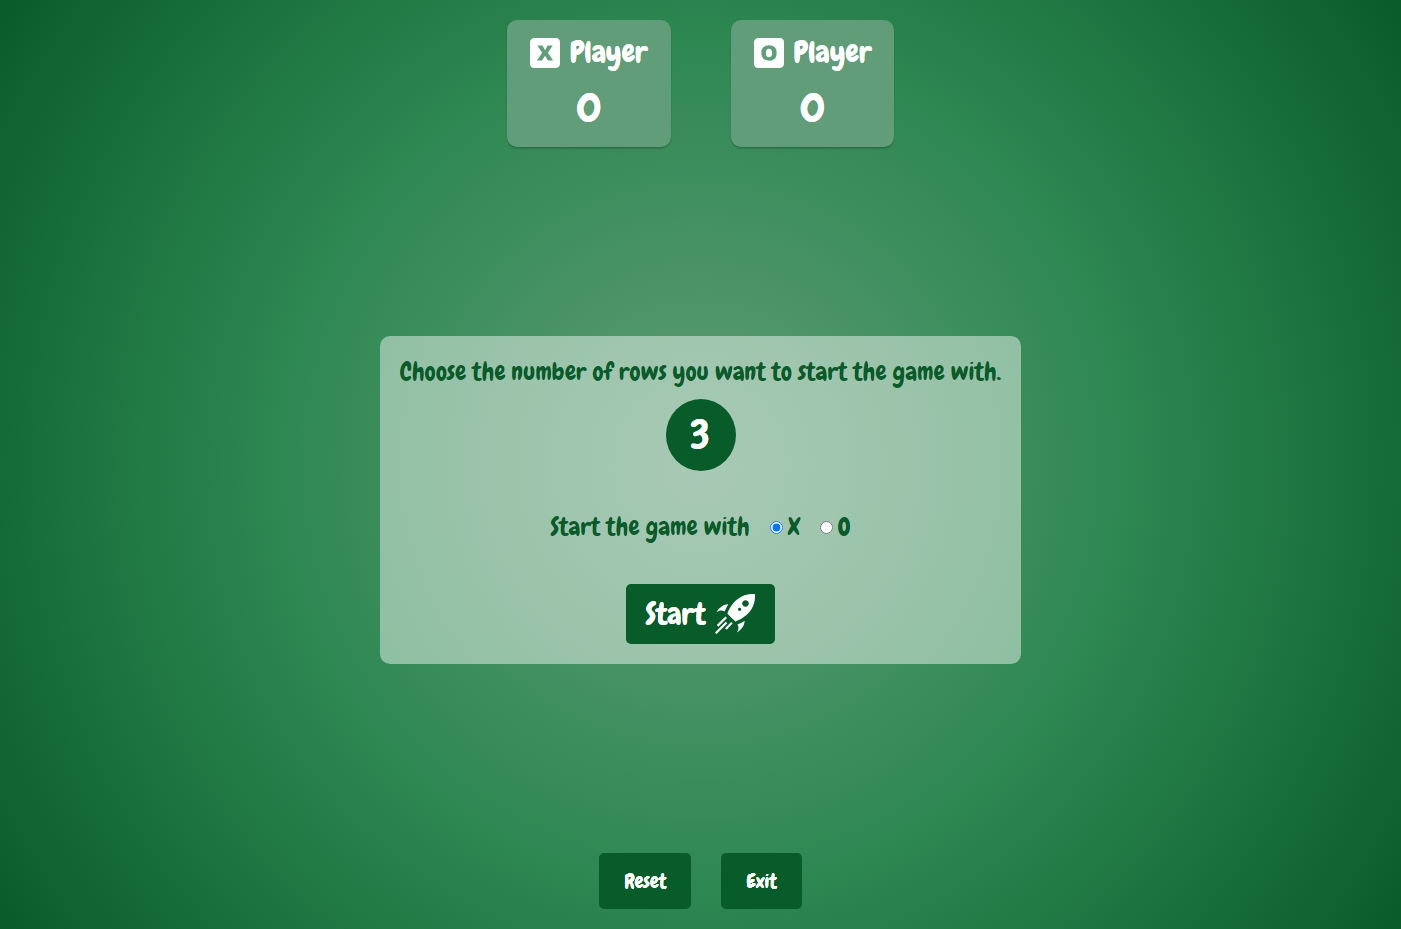 X Player
0
O Player
0
Choose the number of rows you want to start the game with.
3
Start the game with X O
Start
Reset Exit